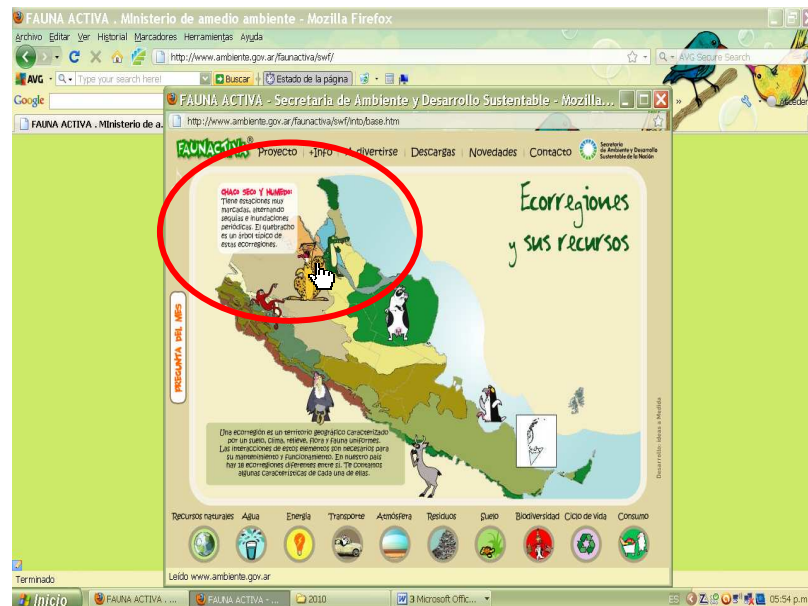 FAUNA ACTIVA . MInisterio de amedio ambiente - Mozilla Firefox
Archivo Editar Ver Historial Marcadores Herramientas Ayuda
http://www.ambiente.gov.ar/faunactiva/swf/
AVG Secure Search
AVG
Type your search here!
Buscar
Estado de la página
Google
Acceder
FAUNA ACTIVA . MInisterio de a...
FAUNA ACTIVA - Secretaria de Ambiente y Desarrollo Sustentable - Mozilla...
http://www.ambiente.gov.ar/faunactiva/swf/into/base.htm
FAUNACTIVA
Proyecto +Info A divertirse Descargas Novedades Contacto
Secretaría
de Ambiente y Desarrollo
Sustentable de la Nación
CHACO SECO Y HUMEDO:
Tiene estaciones muy
marcadas, alternando
sequías e inundaciones
periódicas. El quebracho
es un árbol típico de
estas ecorregiones.
Ecorregiones
y sus recursos
PREGUNTA DEL MES
Una ecorregión es un territorio geográfico caracterizado
por un suelo, clima, relieve, flora y fauna uniformes.
Las interacciones de estos elementos son necesarios para
su mantenimiento y funcionamiento. En nuestro país
hay 18 ecorregiones diferentes entre sí. Te contamos
algunas características de cada una de ellas.
Desarrollo: Ideas a Medida
Recursos naturales Agua Energía Transporte Atmósfera Residuos Suelo Biodiversidad Ciclo de vida Consumo
Leido www.ambiente.gov.ar
Terminado
Inicio
FAUNA ACTIVA . ...
FAUNA ACTIVA - ...
2010
3 Microsoft Offic...
ES
05:54 p.m.